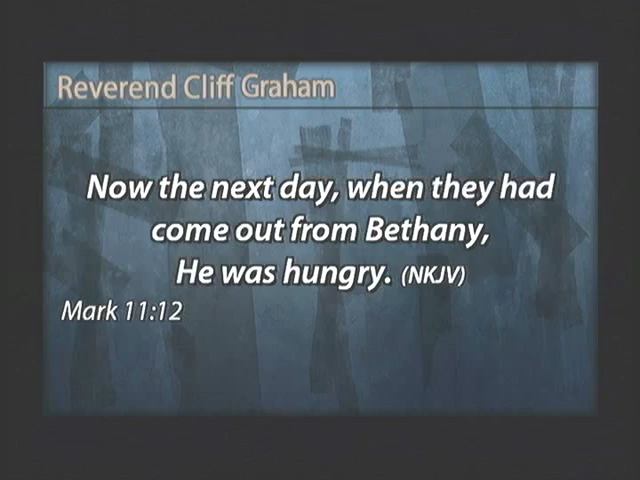 Reverend Cliff Graham
Now the next day, when they had
come out from Bethany,
He was hungry. (NKJV)
Mark 11:12